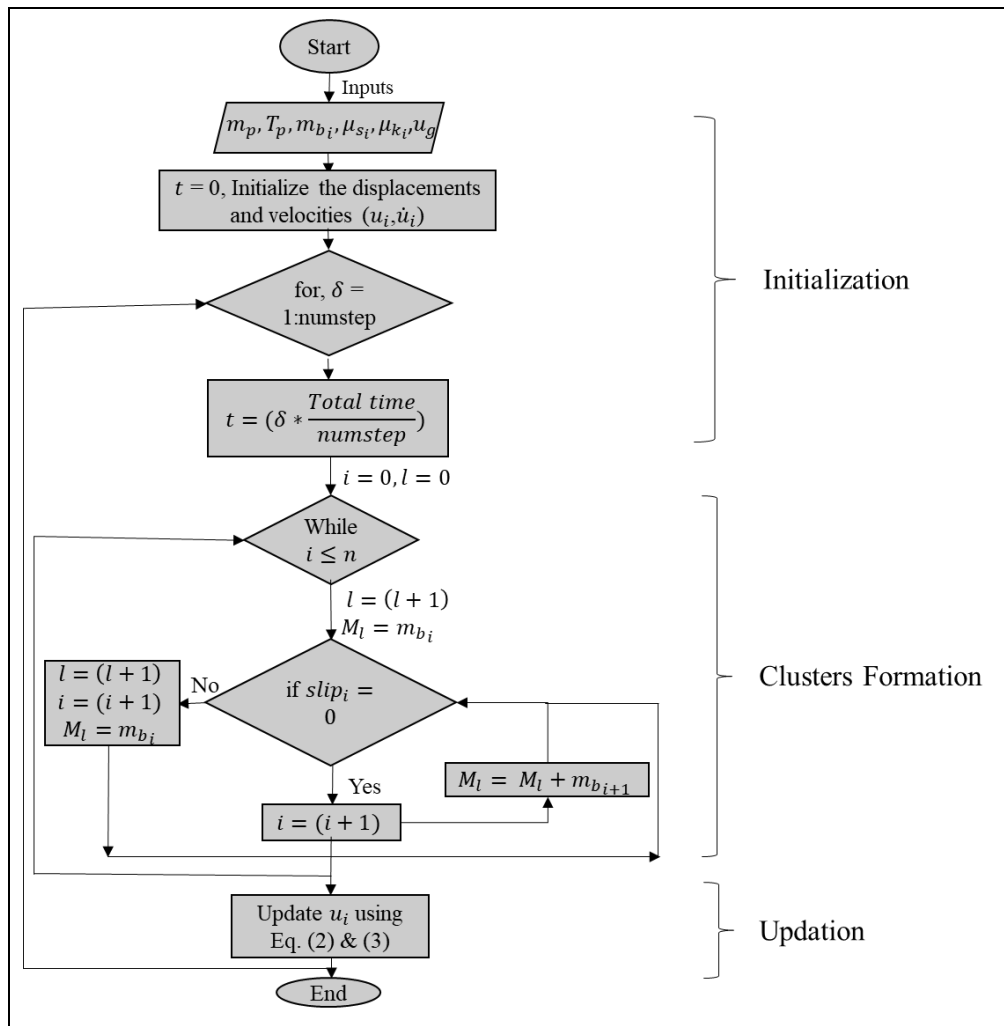 Start
Inputs
m_p, T_p, m_{b_i}, μ_{s_i}, μ_{k_i}, u_g
t = 0, Initialize the displacements
and velocities (u_i, u̇_i)
for, δ =
1:numstep
Initialization
t = (δ * Total time / numstep)
i = 0, l = 0
While
i ≤ n
l = (l + 1)
M_l = m_{b_i}
l = (l + 1)
i = (i + 1)
M_l = m_{b_i}
No
if slip_i =
0
Clusters Formation
M_l = M_l + m_{b_{i+1}}
Yes
i = (i + 1)
Update u_i using
Eq. (2) & (3)
Updation
End